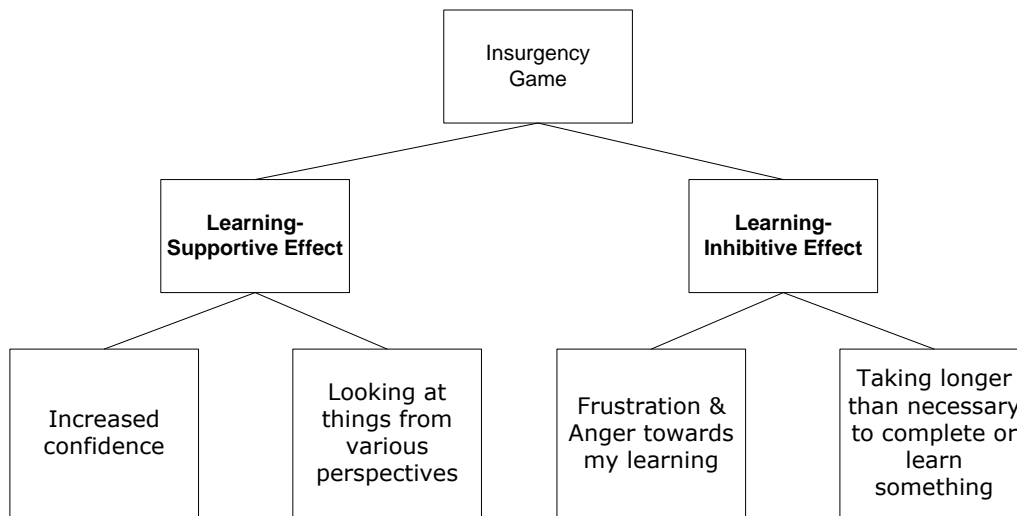 Insurgency
Game
Learning-
Supportive Effect
Learning-
Inhibitive Effect
Increased
confidence
Looking at
things from
various
perspectives
Frustration &
Anger towards
my learning
Taking longer
than necessary
to complete or
learn
something